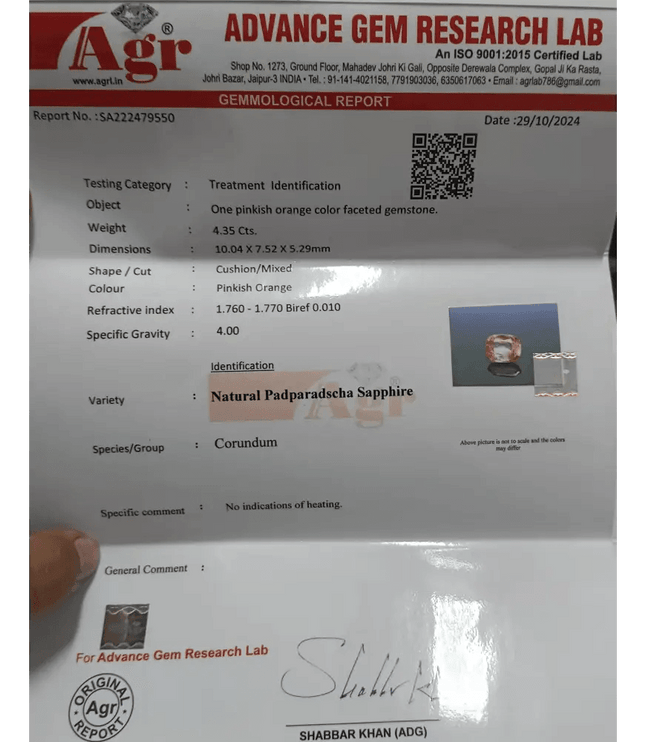 Agr®
www.agrl.in
ADVANCE GEM RESEARCH LAB
An ISO 9001:2015 Certified Lab
Shop No. 1273, Ground Floor, Mahadev Johri Ki Gali, Opposite Derewala Complex, Gopal Ji Ka Rasta,
Johri Bazar, Jaipur-3 INDIA • Tel. : 91-141-4021158, 7791903036, 6350617063 • Email : agrlab786@gmail.com
GEMMOLOGICAL REPORT
Report No. :SA222479550
Date :29/10/2024
Testing Category : Treatment Identification
Object : One pinkish orange color faceted gemstone.
Weight : 4.35 Cts.
Dimensions : 10.04 X 7.52 X 5.29mm
Shape / Cut : Cushion/Mixed
Colour : Pinkish Orange
Refractive index : 1.760 - 1.770 Biref 0.010
Specific Gravity : 4.00
Identification
Variety : Natural Padparadscha Sapphire
Agr
Species/Group : Corundum
Above picture is not to scale and the colors
may differ
Specific comment : No indications of heating.
General Comment :
For Advance Gem Research Lab
ORIGINAL
Agr
REPORT
SHABBAR KHAN (ADG)